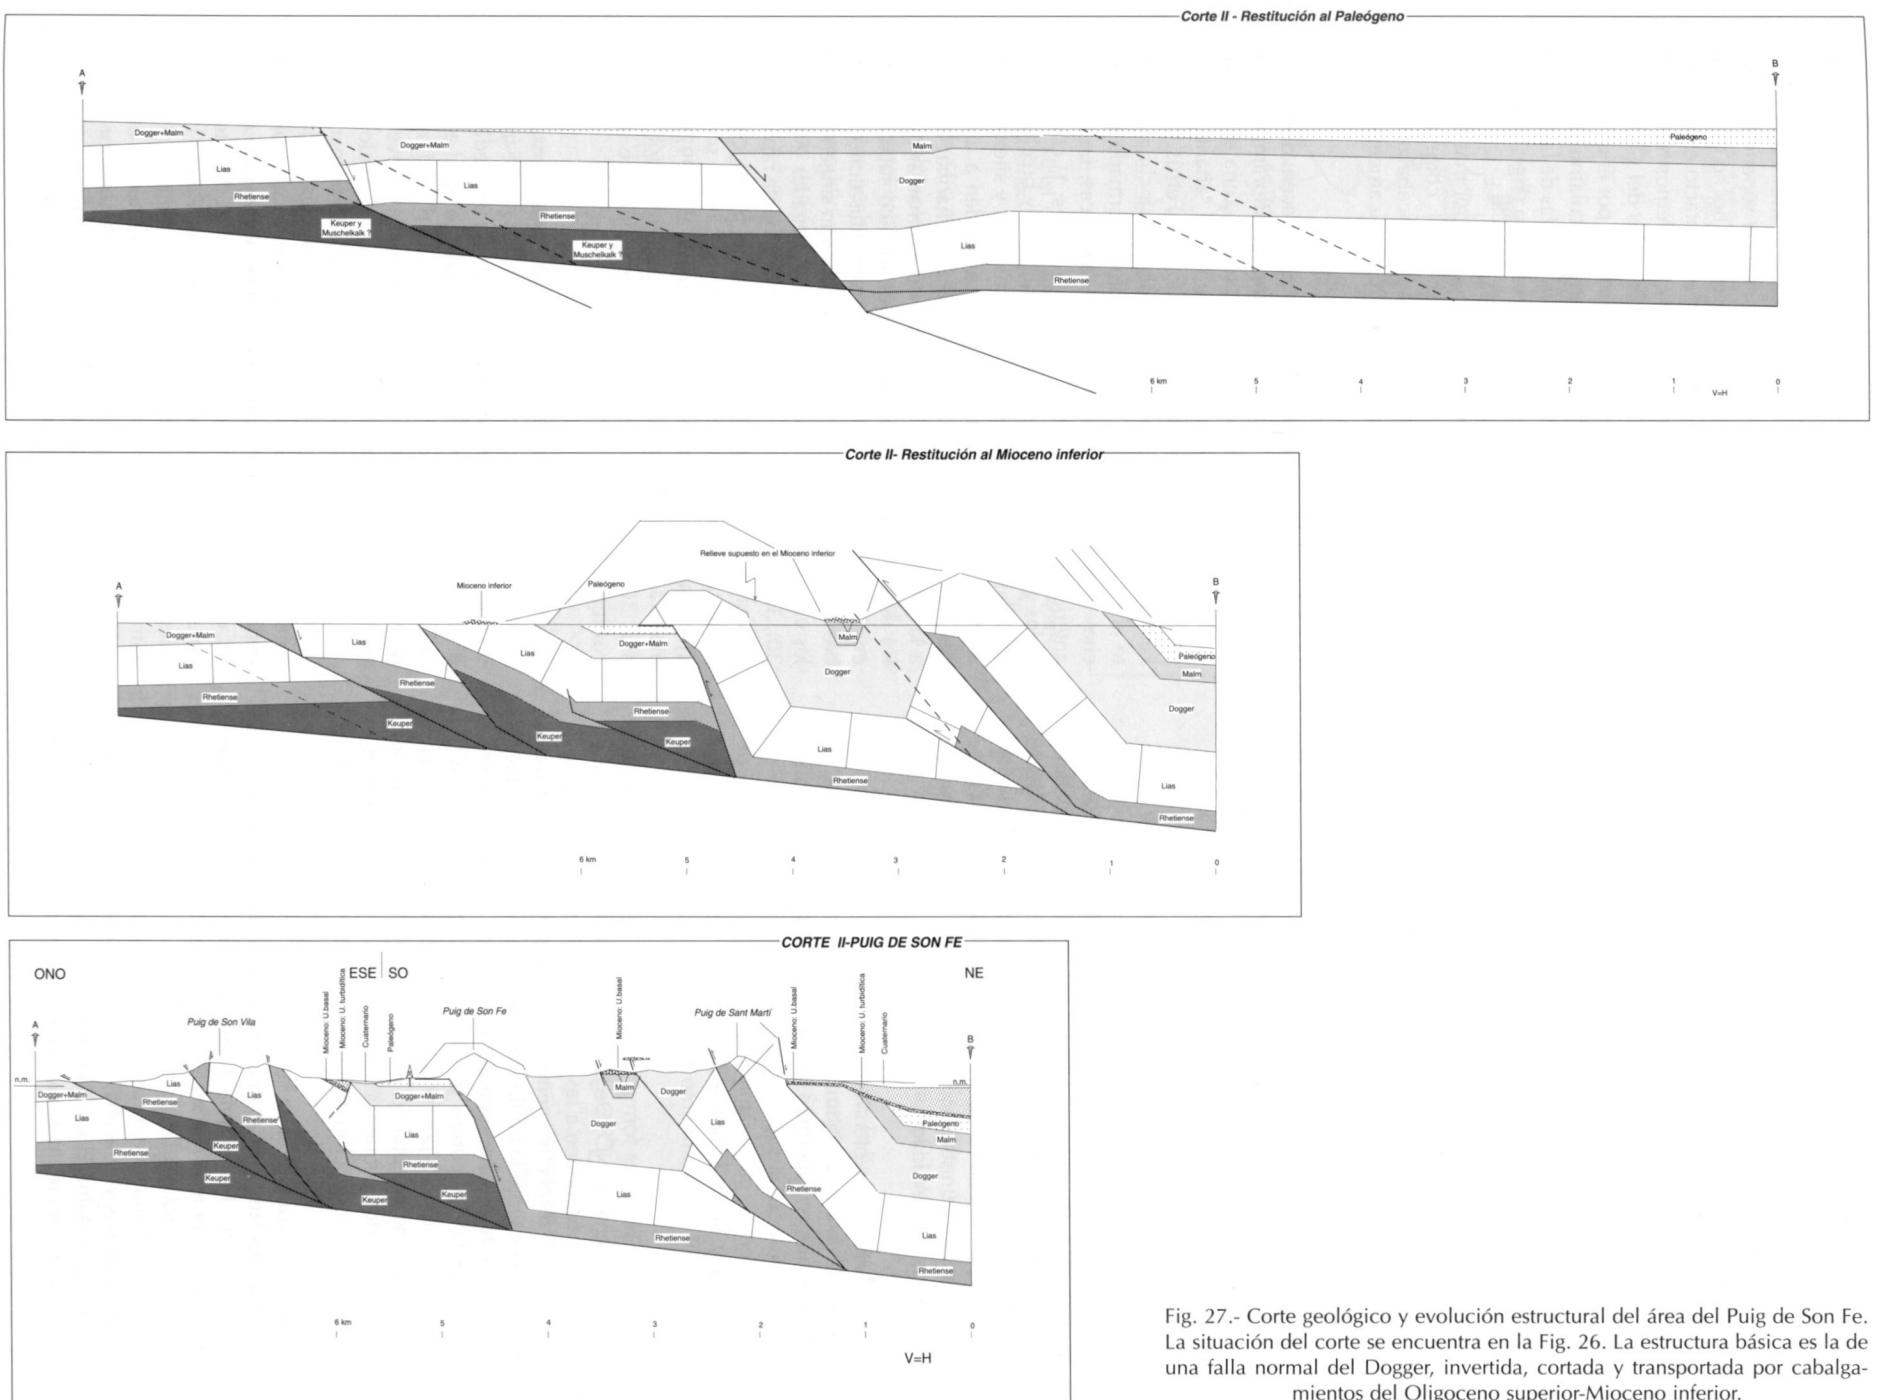 Corte II - Restitución al Paleógeno
A
B
Dogger+Malm
Dogger+Malm
Malm
Paleógeno
Lias
Lias
Dogger
Rhetiense
Rhetiense
Keuper y
Muschelkalk ?
Keuper y
Muschelkalk ?
Lias
Rhetiense
6 km 5 4 3 2 1 0
V=H
Corte II- Restitución al Mioceno inferior
Relieve supuesto en el Mioceno inferior
A
Mioceno inferior
Paleógeno
B
Dogger+Malm
Lias
Dogger+Malm
Malm
Lias
Lias
Paleógeno
Rhetiense
Rhetiense
Dogger
Malm
Rhetiense
Dogger
Keuper
Keuper
Keuper
Lias
Rhetiense
Lias
Rhetiense
6 km 5 4 3 2 1 0
CORTE II-PUIG DE SON FE
ONO
ESE SO
NE
A
Puig de Son Vila
Mioceno: U.basal
Mioceno: U. turbidítica
Cuaternario
Paleógeno
Puig de Son Fe
Mioceno: U.basal
Puig de Sant Martí
Mioceno: U.basal
Mioceno: U. turbidítica
Cuaternario
B
n.m.
n.m.
Dogger+Malm
Lias
Lias
Dogger+Malm
Malm
Dogger
Rhetiense
Lias
Rhetiense
Lias
Dogger
Lias
Paleógeno
Malm
Rhetiense
Keuper
Rhetiense
Dogger
Keuper
Keuper
Keuper
Lias
Rhetiense
Rhetiense
Lias
Rhetiense
6 km 5 4 3 2 1 0
V=H
Fig. 27.- Corte geológico y evolución estructural del área del Puig de Son Fe.
La situación del corte se encuentra en la Fig. 26. La estructura básica es la de
una falla normal del Dogger, invertida, cortada y transportada por cabalga-
mientos del Oligoceno superior-Mioceno inferior.